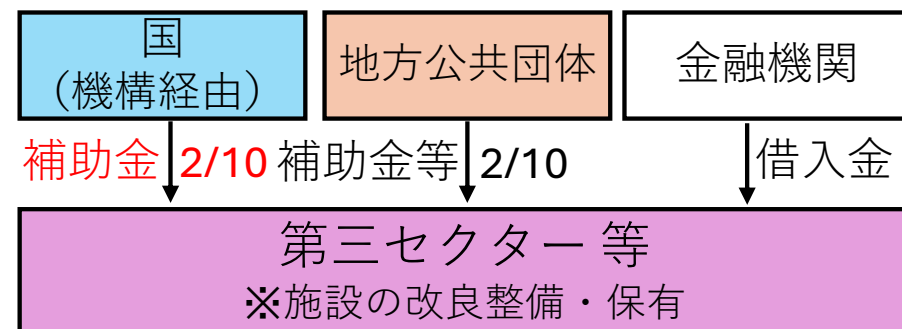 国
（機構経由）
地方公共団体
金融機関
補助金 2/10
補助金等 2/10
借入金
第三セクター 等
※施設の改良整備・保有